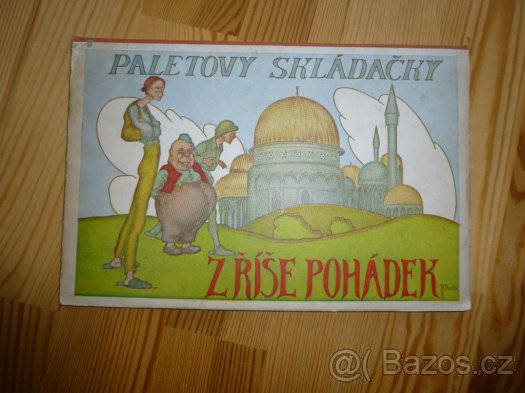 PALETOVY SKLÁDAČKY
Z ŘÍŠE POHÁDEK
Bazos.cz